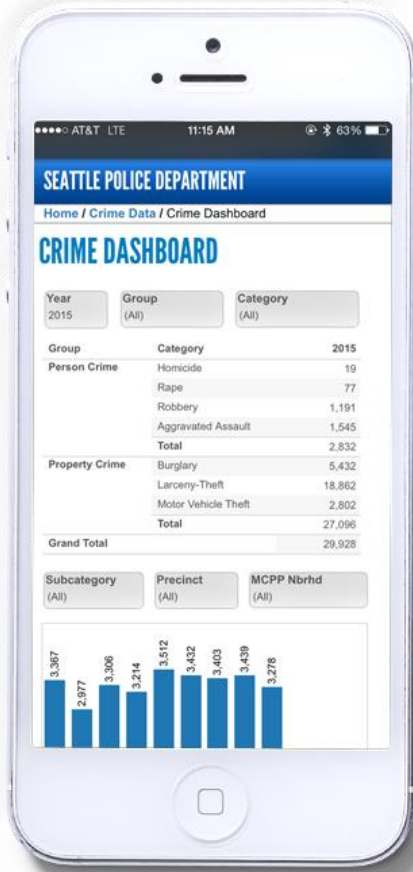 AT&T LTE 11:15 AM 63%
SEATTLE POLICE DEPARTMENT
Home / Crime Data / Crime Dashboard
CRIME DASHBOARD
Year Group Category
2015 (All) (All)
Group Category 2015
Person Crime Homicide 19
Rape 77
Robbery 1,191
Aggravated Assault 1,545
Total 2,832
Property Crime Burglary 5,432
Larceny-Theft 18,862
Motor Vehicle Theft 2,802
Total 27,096
Grand Total 29,928
Subcategory Precinct MCPP Nbrhd
(All) (All) (All)
3,367 2,977 3,306 3,214 3,512 3,432 3,403 3,439 3,278